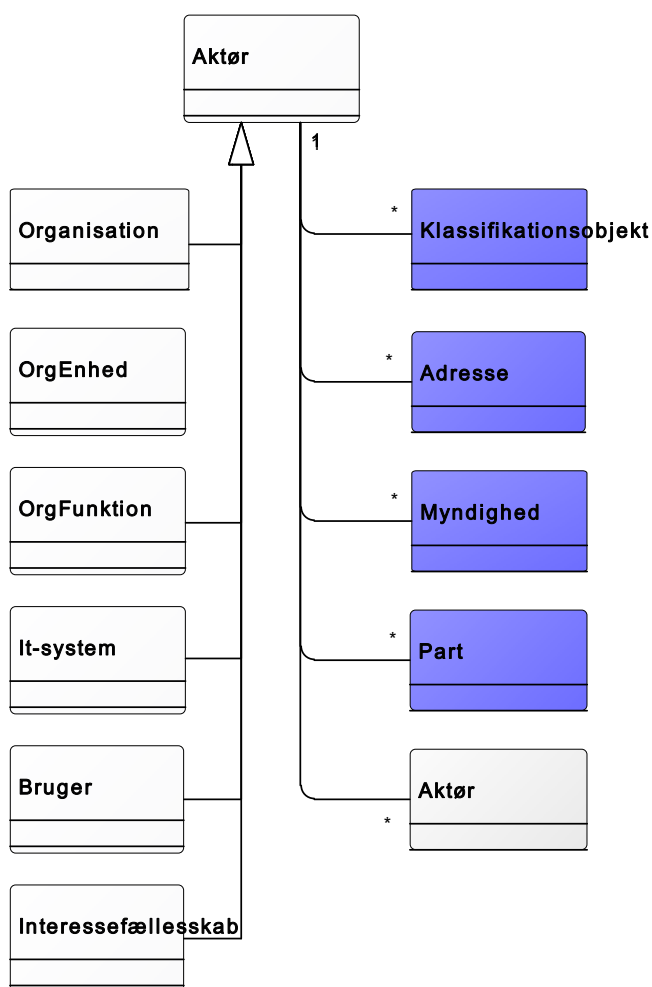 Aktør
1
Organisation
*
Klassifikationsobjekt
OrgEnhed
*
Adresse
OrgFunktion
*
Myndighed
It-system
*
Part
Bruger
Aktør
*
Interessefællesskab